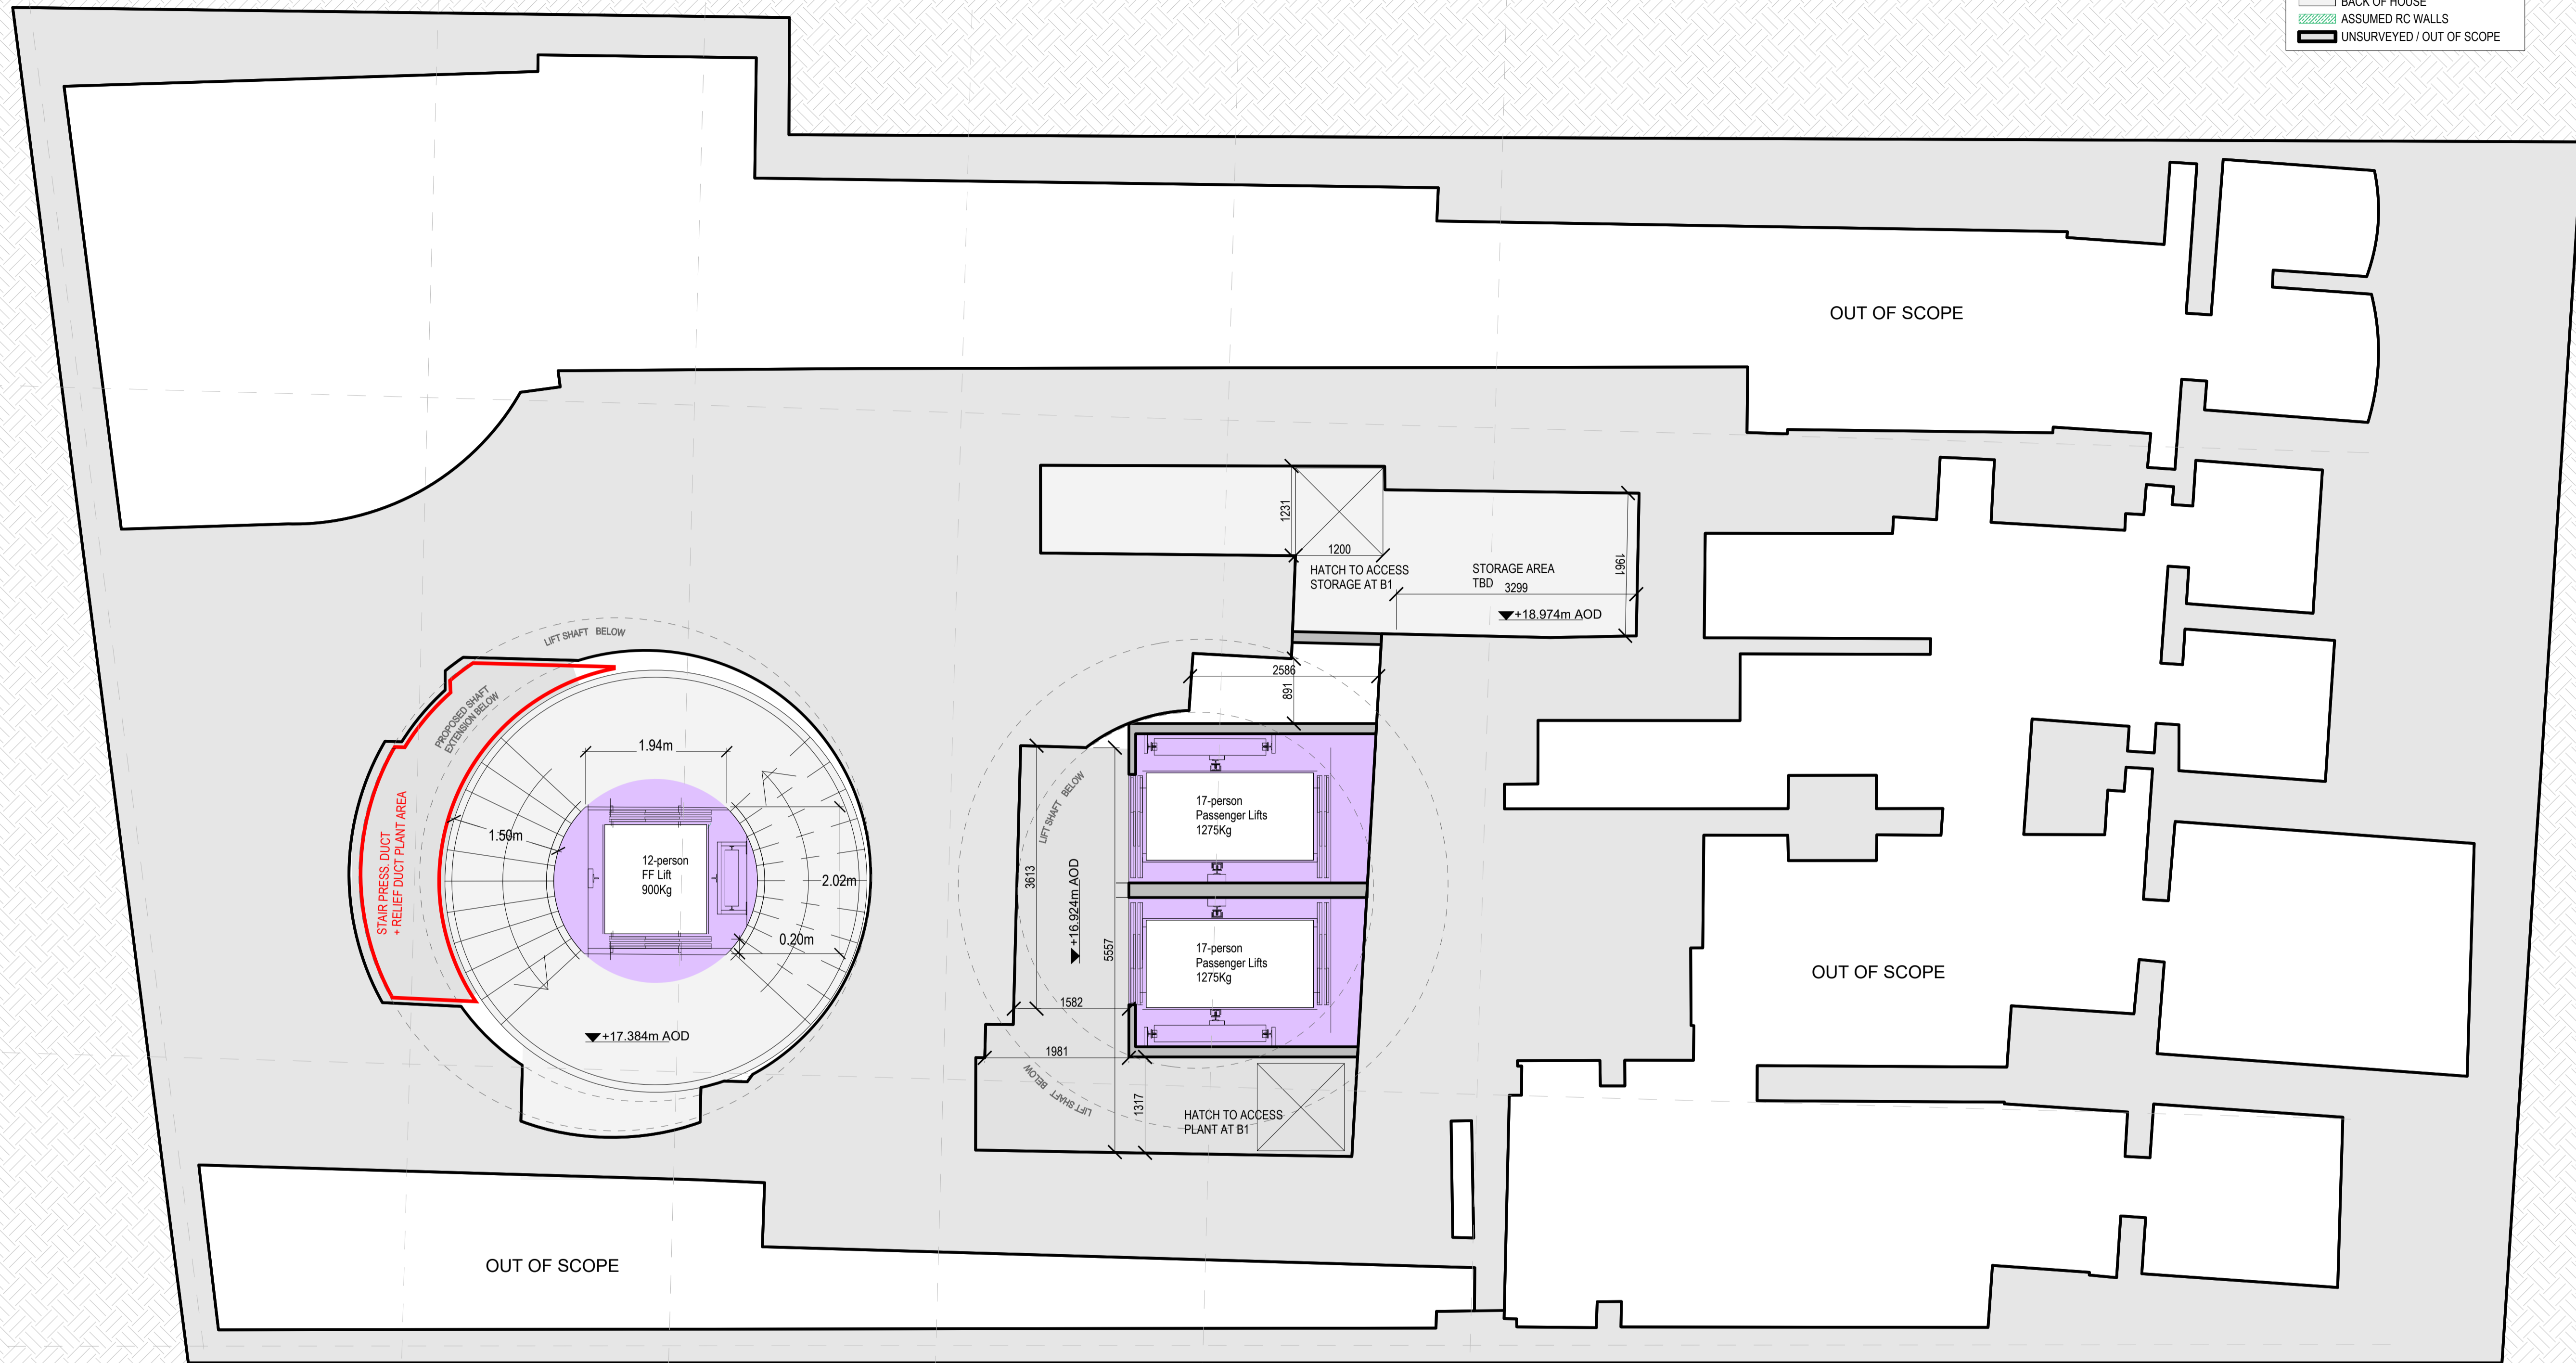 BACK OF HOUSE
ASSUMED RC WALLS
UNSURVEYED / OUT OF SCOPE
OUT OF SCOPE
1231
1200
HATCH TO ACCESS
STORAGE AT B1
STORAGE AREA
TBD
3299
1961
+18.974m AOD
LIFT SHAFT BELOW
PROPOSED SHAFT
EXTENSION BELOW
2586
891
1.94m
1.50m
12-person
FF Lift
900Kg
2.02m
0.20m
STAIR PRESS. DUCT
+ RELIEF DUCT PLANT AREA
+17.384m AOD
LIFT SHAFT BELOW
3613
+16.924m AOD
5557
17-person
Passenger Lifts
1275Kg
17-person
Passenger Lifts
1275Kg
1582
1981
LIFT SHAFT BELOW
1317
HATCH TO ACCESS
PLANT AT B1
OUT OF SCOPE
OUT OF SCOPE